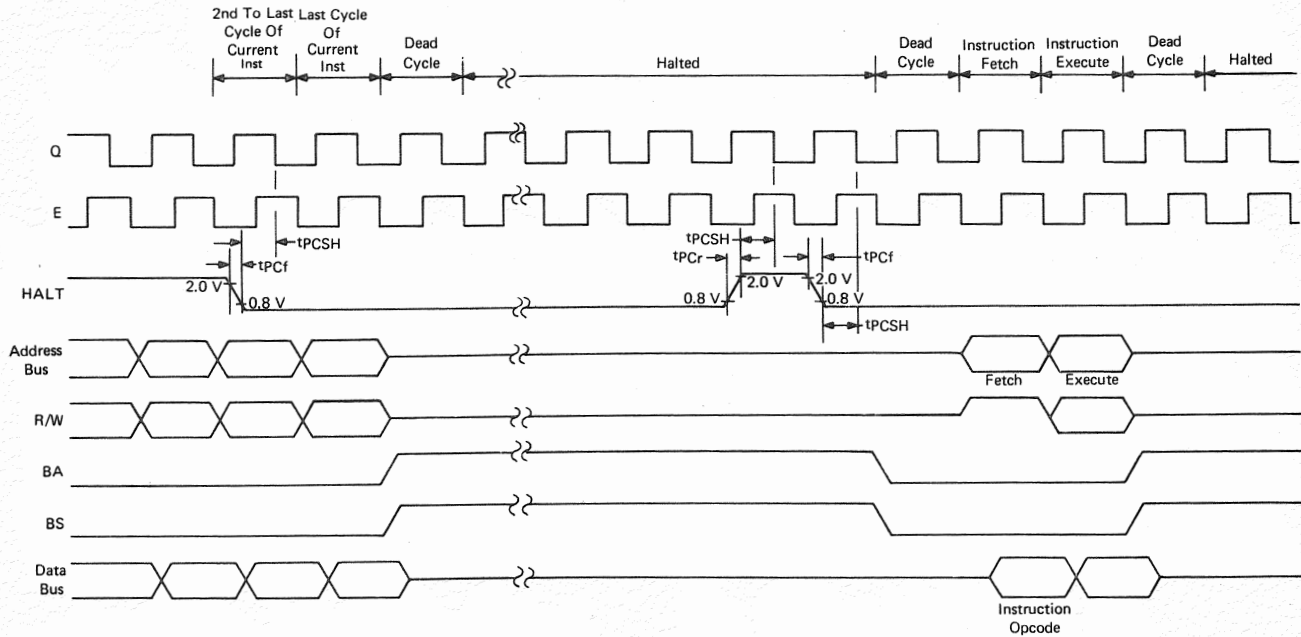 2nd To Last
Cycle Of
Current
Inst
Last Cycle
Of
Current
Inst
Dead
Cycle
Halted
Dead
Cycle
Instruction
Fetch
Instruction
Execute
Dead
Cycle
Halted
Q
E
tPCSH
tPCf
HALT
2.0 V
0.8 V
tPCSH
tPCr
0.8 V
2.0 V
tPCf
2.0 V
0.8 V
tPCSH
Address
Bus
Fetch
Execute
R/W
BA
BS
Data
Bus
Instruction
Opcode